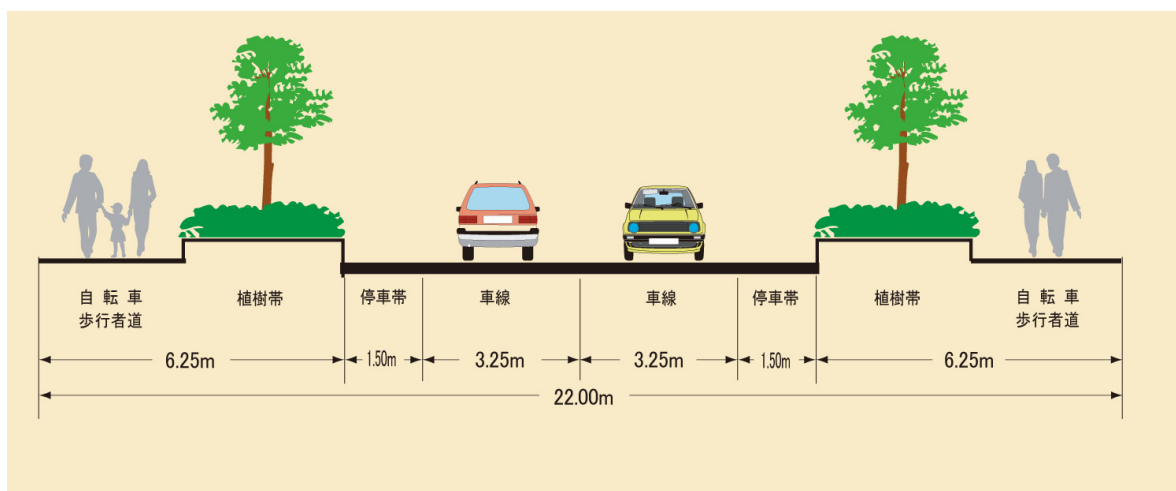 自転車
歩行者道
植樹帯
停車帯
車線
車線
停車帯
植樹帯
自転車
歩行者道
6.25m
1.50m
3.25m
3.25m
1.50m
6.25m
22.00m